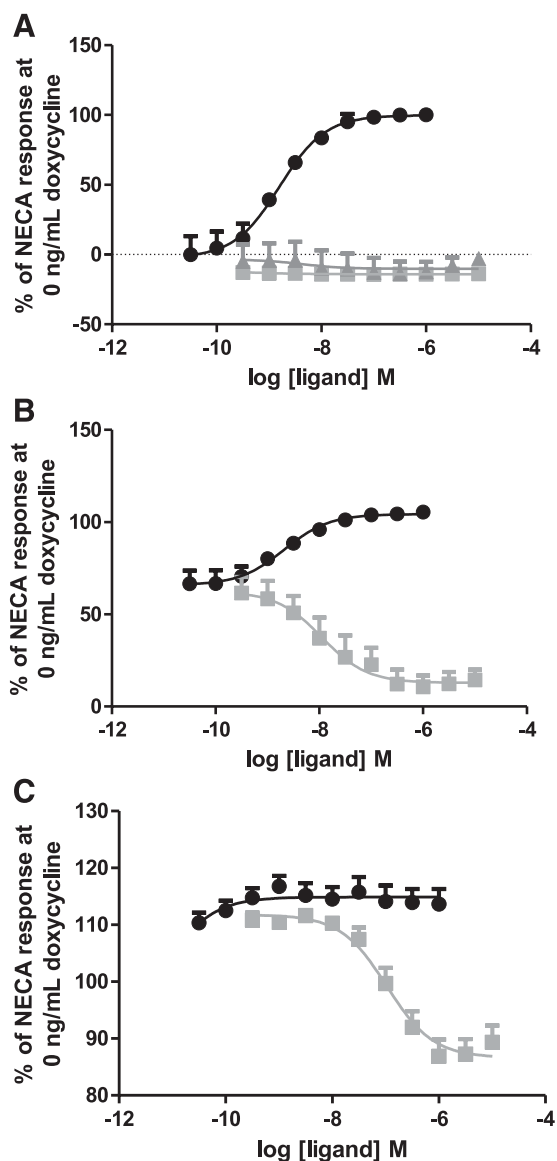 A
150
100
50
0
-50
% of NECA response at
0 ng/mL doxycycline
-12
-10
-8
-6
-4
log [ligand] M
B
150
100
50
0
% of NECA response at
0 ng/mL doxycycline
-12
-10
-8
-6
-4
log [ligand] M
C
130
120
110
100
90
80
% of NECA response at
0 ng/mL doxycycline
-12
-10
-8
-6
-4
log [ligand] M